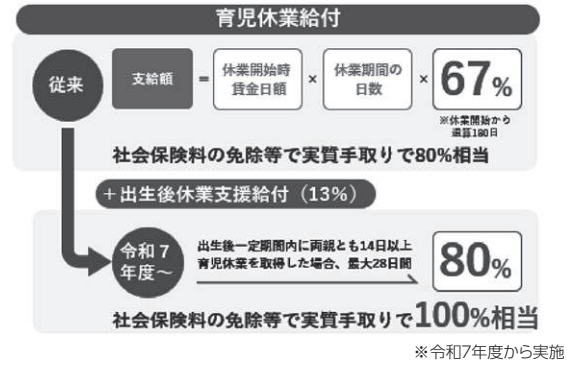 育児休業給付
従来
支給額 = 休業開始時賃金日額 × 休業期間の日数 × 67%
※休業開始から
通算180日
社会保険料の免除等で実質手取りで80%相当
+出生後休業支援給付（13%）
令和7
年度～
出生後一定期間内に両親とも14日以上
育児休業を取得した場合、最大28日間
80%
社会保険料の免除等で実質手取りで100%相当
※令和7年度から実施